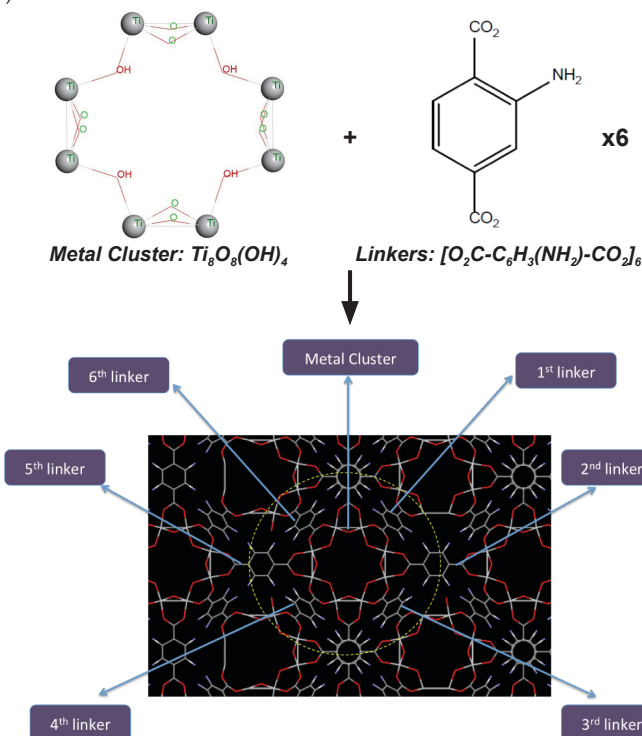 )
Ti Ti
O
O
OH OH
Ti Ti
O O
O O
Ti Ti
OH OH
O
O
Ti Ti
+
CO₂
NH₂
CO₂
x6
Metal Cluster: Ti₈O₈(OH)₄
Linkers: [O₂C-C₆H₃(NH₂)-CO₂]₆
6ᵗʰ linker
Metal Cluster
1ˢᵗ linker
5ᵗʰ linker
2ⁿᵈ linker
4ᵗʰ linker
3ʳᵈ linker